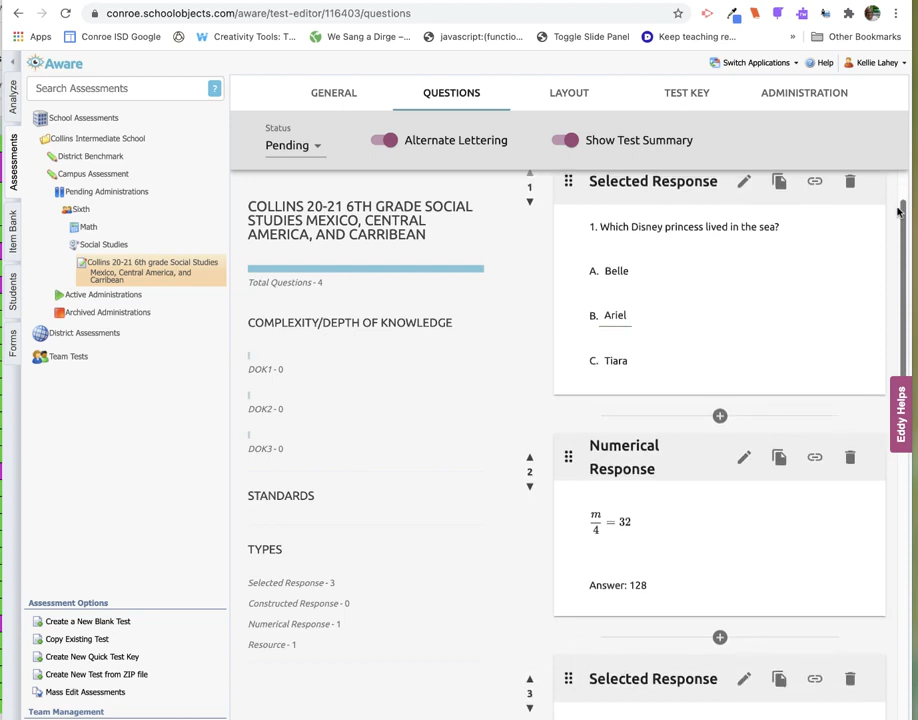 conroe.schoolobjects.com/aware/test-editor/116403/questions
Apps
Conroe ISD Google
Creativity Tools: T...
We Sang a Dirge –...
javascript:(functio...
Toggle Slide Panel
Keep teaching re...
»
Other Bookmarks
Aware
Switch Applications
Help
Kellie Lahey
Search Assessments
?
Analyze
Assessments
Item Bank
Students
Forms
School Assessments
Collins Intermediate School
District Benchmark
Campus Assessment
Pending Administrations
Sixth
Math
Social Studies
Collins 20-21 6th grade Social
Studies Mexico, Central
Mexico, Central America, and
Carribean
Active Administrations
Archived Administrations
District Assessments
Team Tests
Assessment Options
Create a New Blank Test
Copy Existing Test
Create New Quick Test Key
Create New Test from ZIP file
Mass Edit Assessments
Team Management
GENERAL
QUESTIONS
LAYOUT
TEST KEY
ADMINISTRATION
Status
Pending
Alternate Lettering
Show Test Summary
COLLINS 20-21 6TH GRADE SOCIAL
STUDIES MEXICO, CENTRAL
AMERICA, AND CARRIBEAN
Total Questions - 4
COMPLEXITY/DEPTH OF KNOWLEDGE
DOK1 - 0
DOK2 - 0
DOK3 - 0
STANDARDS
TYPES
Selected Response - 3
Constructed Response - 0
Numerical Response - 1
Resource - 1
1
Selected Response
1. Which Disney princess lived in the sea?
A. Belle
B. Ariel
C. Tiara
2
Numerical
Response
m/4 = 32
Answer: 128
3
Selected Response
Eddy Helps